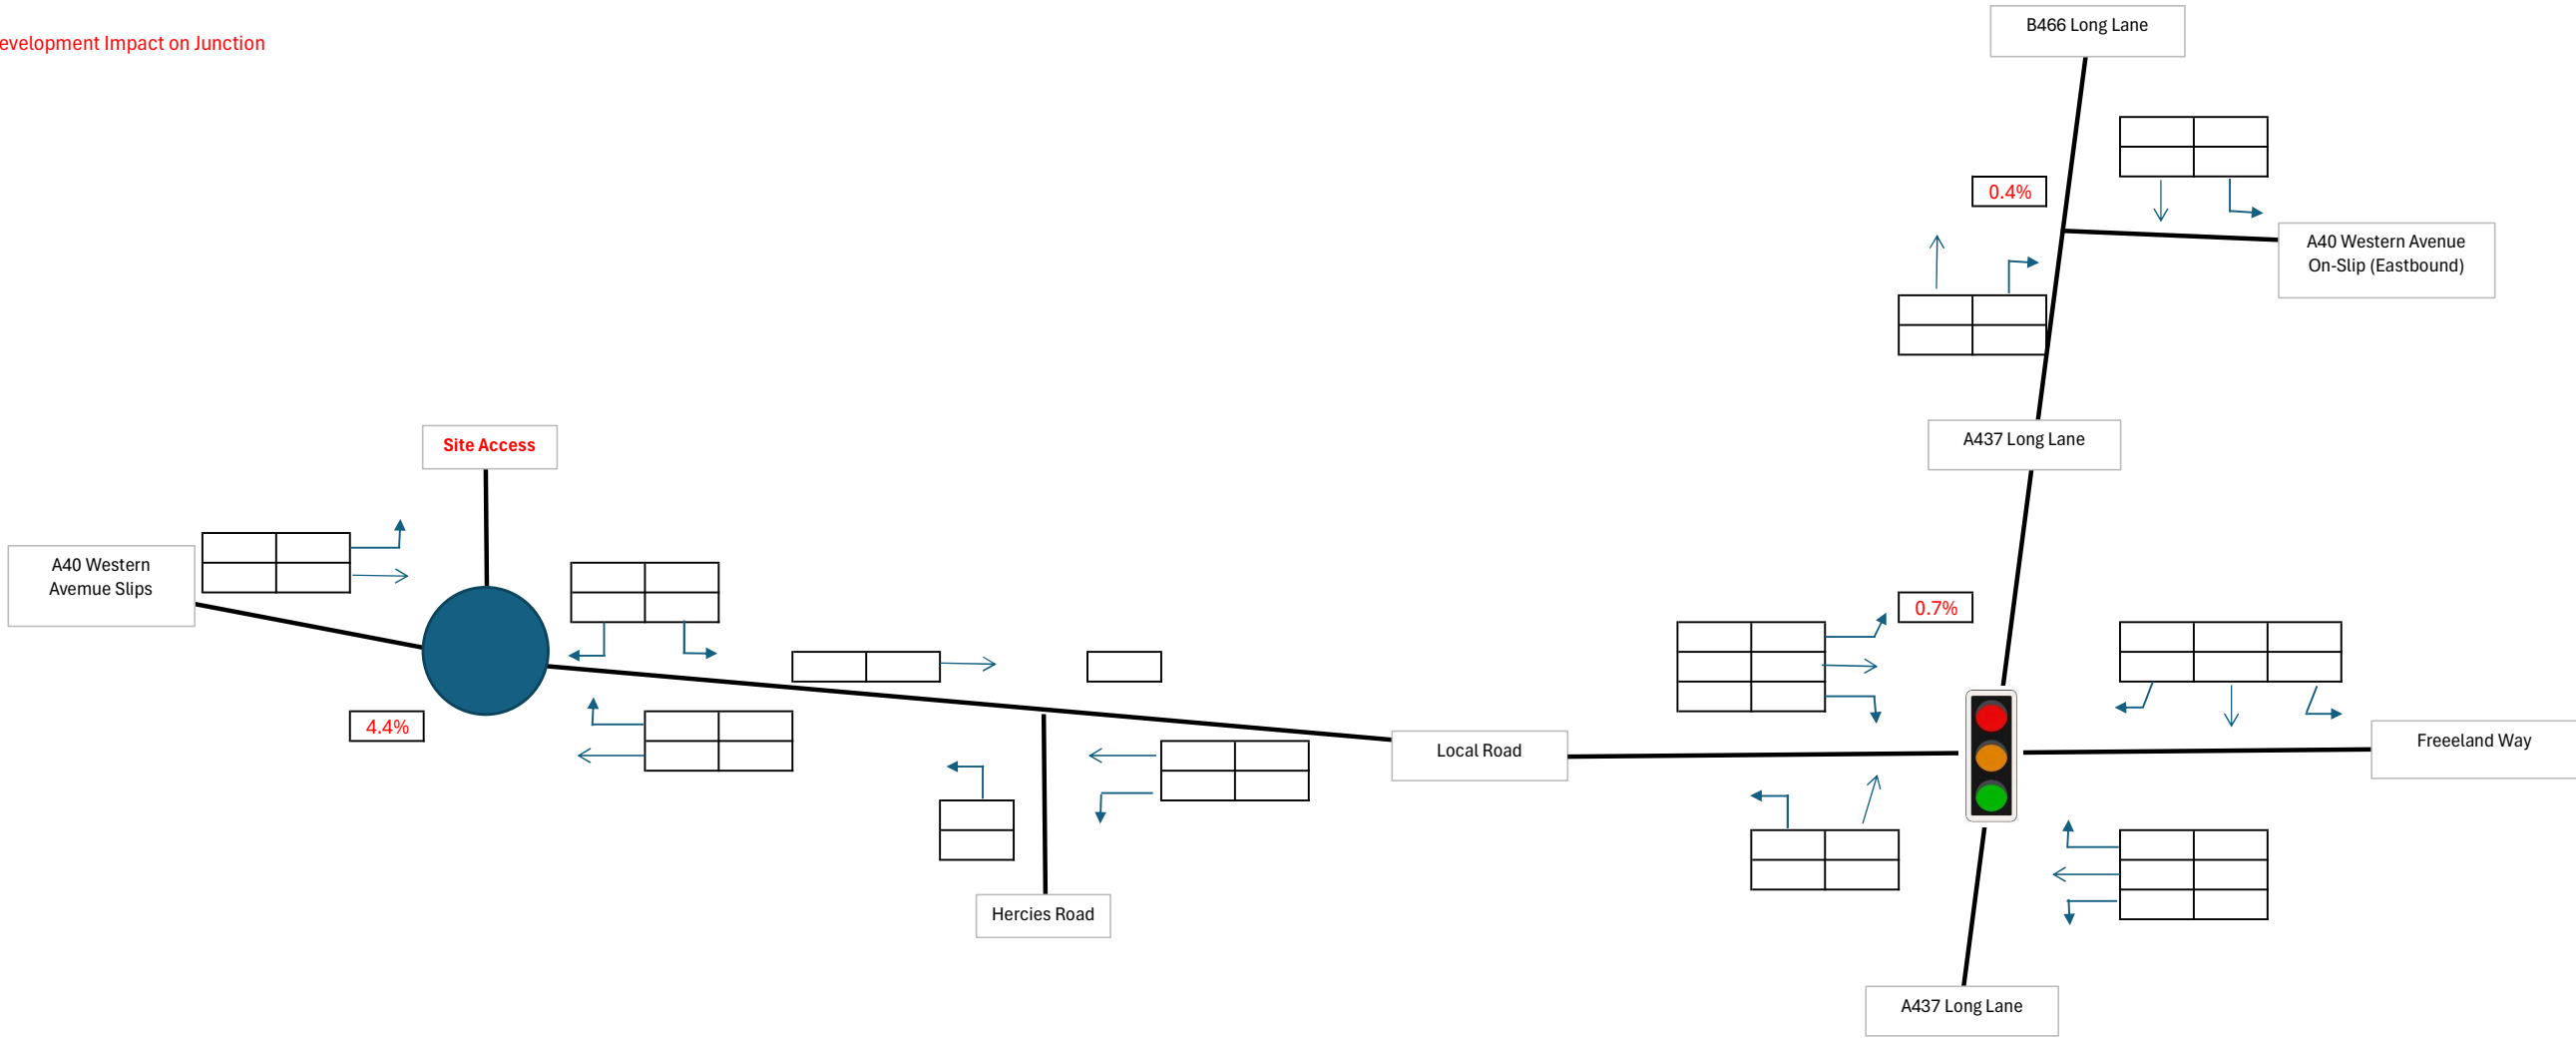 B466 Long Lane
evelopment Impact on Junction
0.4%
A40 Western Avenue
On-Slip (Eastbound)
Site Access
A437 Long Lane
A40 Western
Avemue Slips
0.7%
4.4%
Local Road
Freeeland Way
Hercies Road
A437 Long Lane